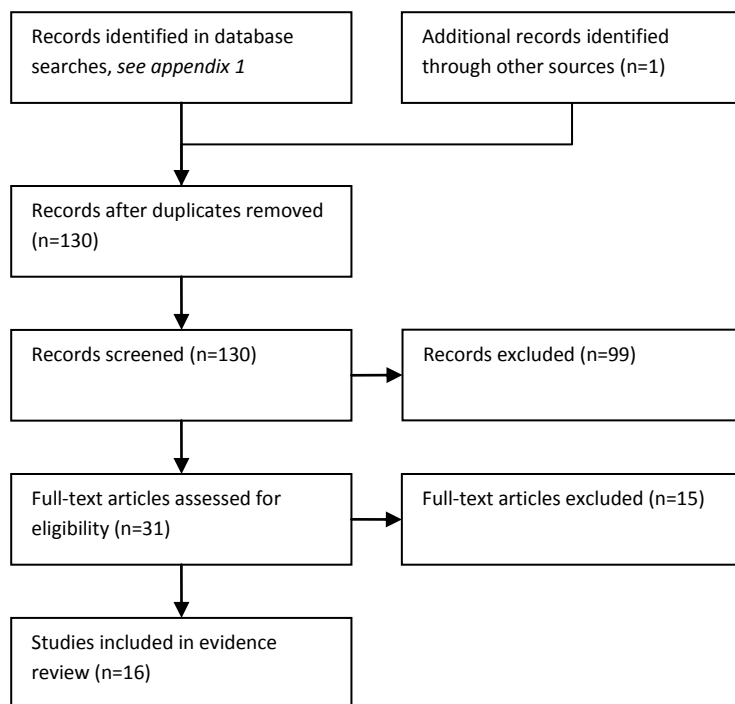 Records identified in database
searches, see appendix 1
Additional records identified
through other sources (n=1)
Records after duplicates removed
(n=130)
Records screened (n=130)
Records excluded (n=99)
Full-text articles assessed for
eligibility (n=31)
Full-text articles excluded (n=15)
Studies included in evidence
review (n=16)